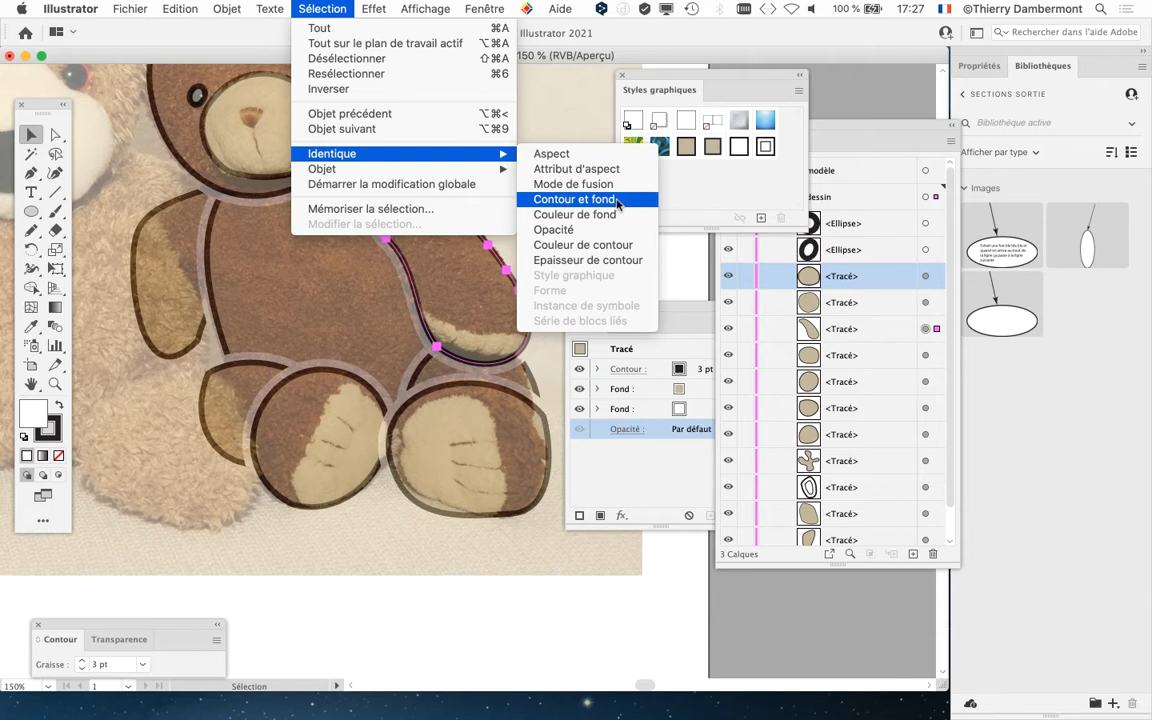 Illustrator Fichier Edition Objet Texte Sélection Effet Affichage Fenêtre Aide 100 % 17:27 ©Thierry Dambermont
Illustrator 2021
Rechercher dans l'aide Adobe
150 % (RVB/Aperçu)
Tout ⌘A
Tout sur le plan de travail actif ⌥⌘A
Désélectionner ⇧⌘A
Resélectionner ⌘6
Inverser
Objet précédent ⌥⌘<
Objet suivant ⌥⌘9
Identique
Objet
Démarrer la modification globale
Mémoriser la sélection...
Modifier la sélection...
Aspect
Attribut d'aspect
Mode de fusion
Contour et fond
Couleur de fond
Opacité
Couleur de contour
Epaisseur de contour
Style graphique
Forme
Instance de symbole
Série de blocs liés
Styles graphiques
Propriétés Bibliothèques
SECTIONS SORTIE
Bibliothèque active
Afficher par type
Images
modèle
dessin
<Ellipse>
<Ellipse>
<Tracé>
<Tracé>
<Tracé>
<Tracé>
<Tracé>
<Tracé>
<Tracé>
<Tracé>
<Tracé>
<Tracé>
<Tracé>
3 Calques
Tracé
Contour : 3 pt
Fond :
Fond :
Opacité : Par défaut
fx
Contour Transparence
Graisse : 3 pt
150% 1 Sélection